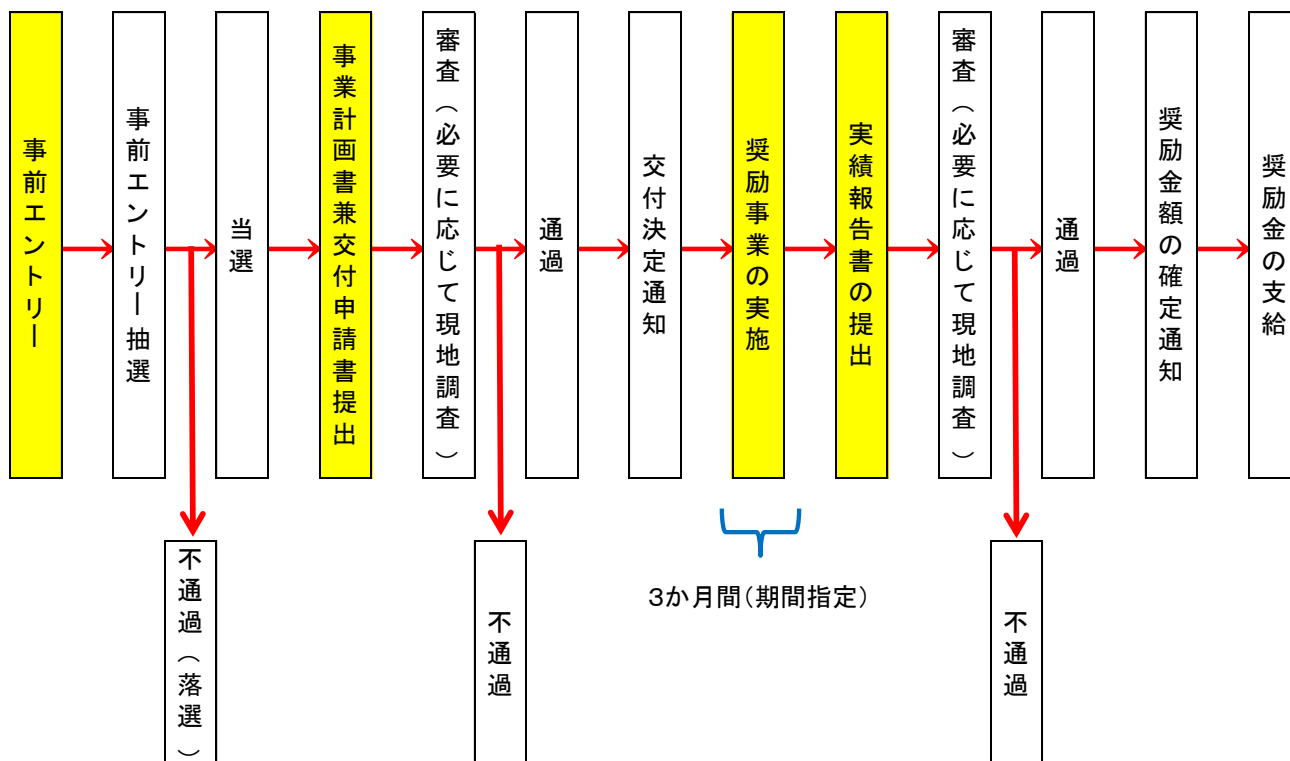 事前エントリー
事前エントリー抽選
当選
事業計画書兼交付申請書提出
審査（必要に応じて現地調査）
通過
交付決定通知
奨励事業の実施
実績報告書の提出
審査（必要に応じて現地調査）
通過
奨励金額の確定通知
奨励金の支給
不通過（落選）
不通過
3か月間（期間指定）
不通過